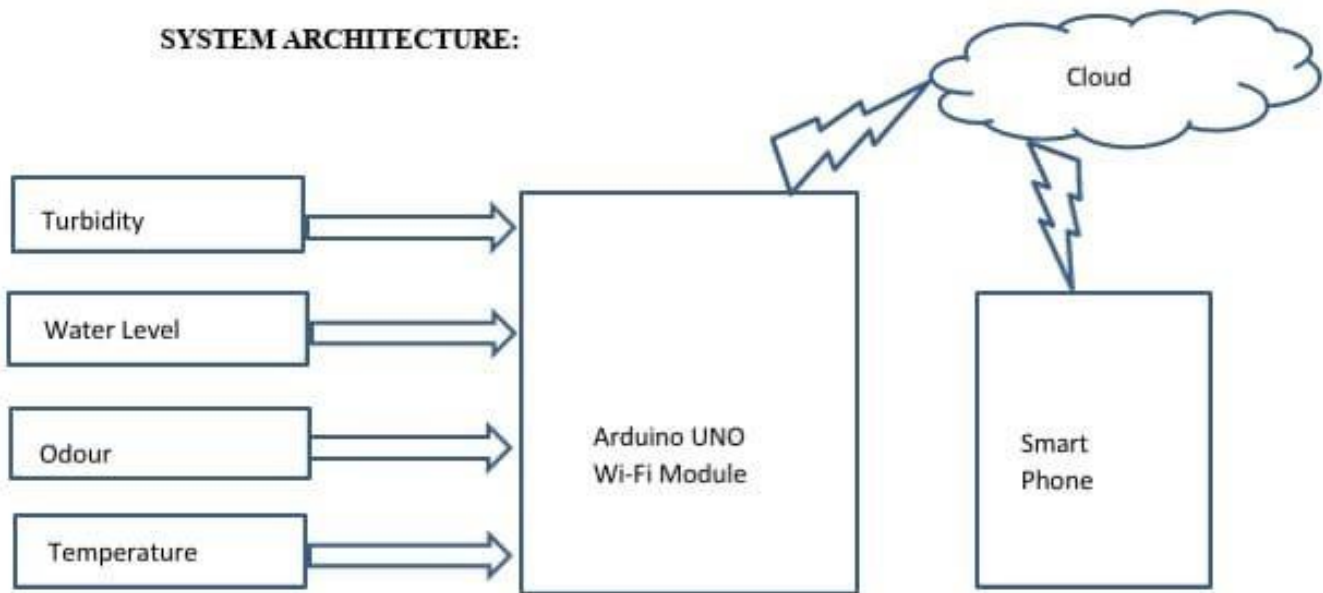 SYSTEM ARCHITECTURE:
Cloud
Turbidity
Water Level
Odour
Temperature
Arduino UNO
Wi-Fi Module
Smart
Phone